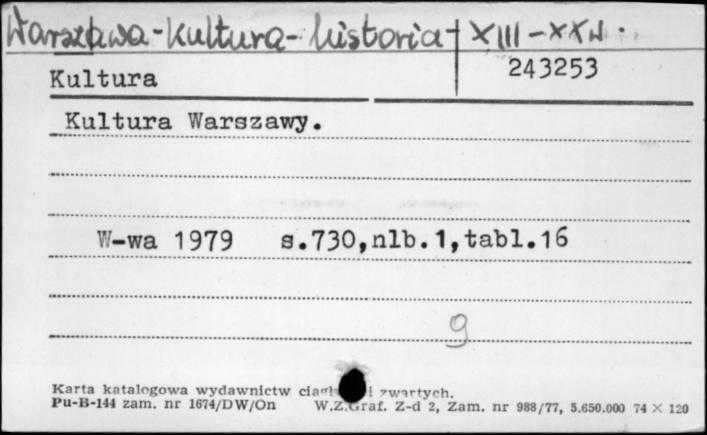 Warszawa-Kultura-historia-XIII-XXw.
243253
Kultura
Kultura Warszawy.
W-wa 1979 s.730,nlb.1,tabl.16
9
Karta katalogowa wydawnictw i zwartych.
Pu-B-144 zam. nr 1674/DW/On W.Z.Graf. Z-d 2, Zam. nr 988/77, 5.650.000 74 × 120